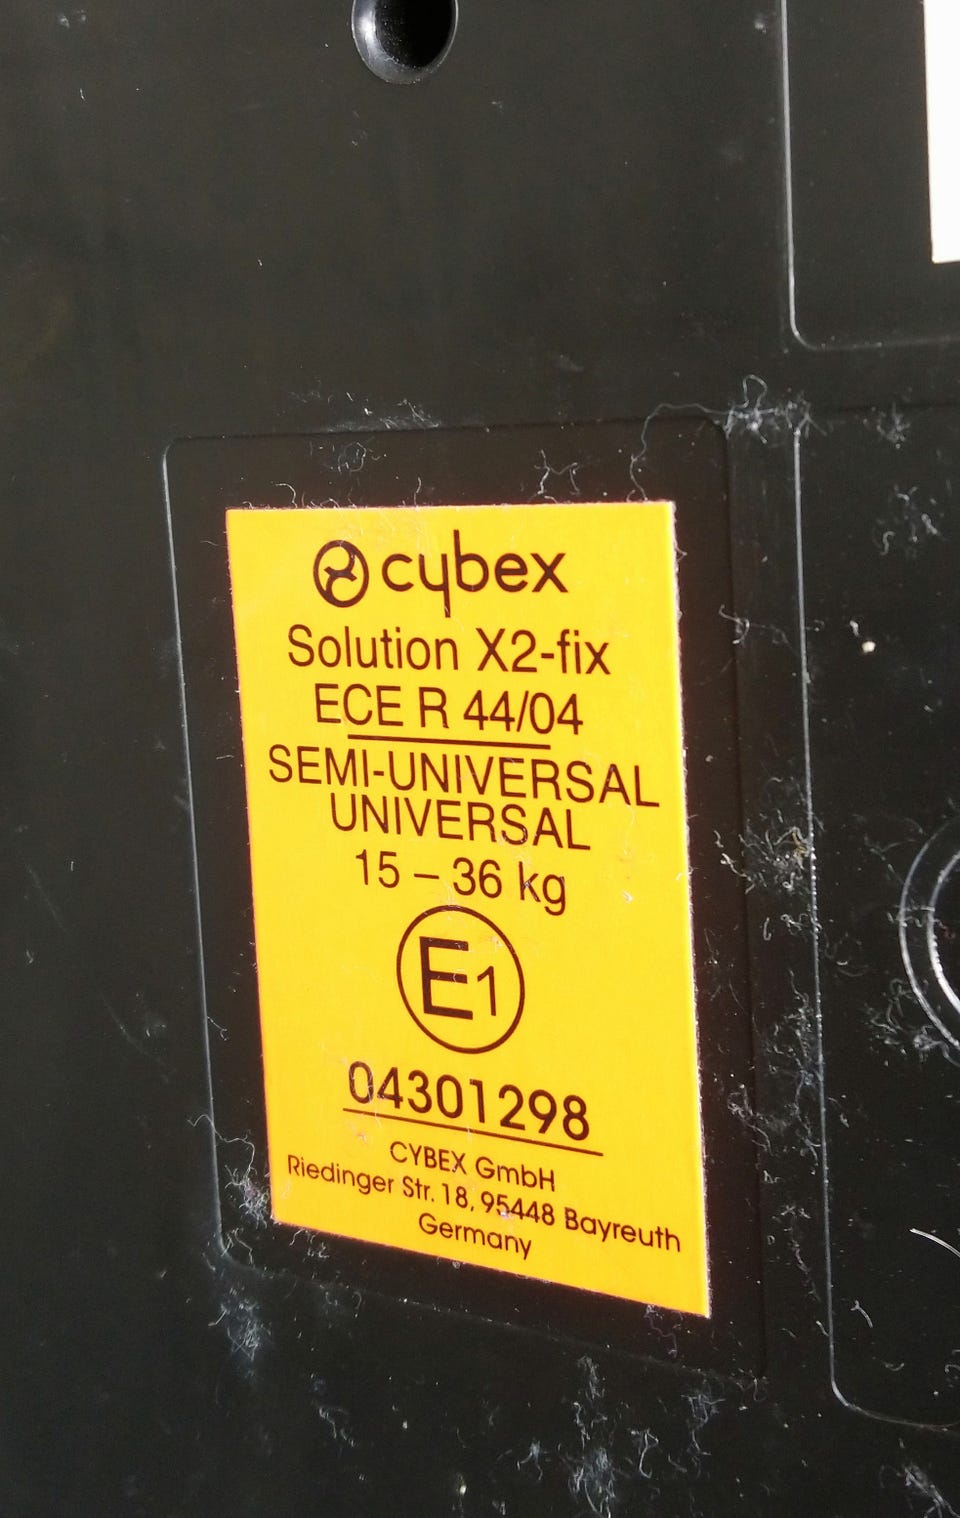 cybex
Solution X2-fix
ECE R 44/04
SEMI-UNIVERSAL
UNIVERSAL
15 – 36 kg
E1
04301298
CYBEX GmbH
Riedinger Str. 18, 95448 Bayreuth
Germany